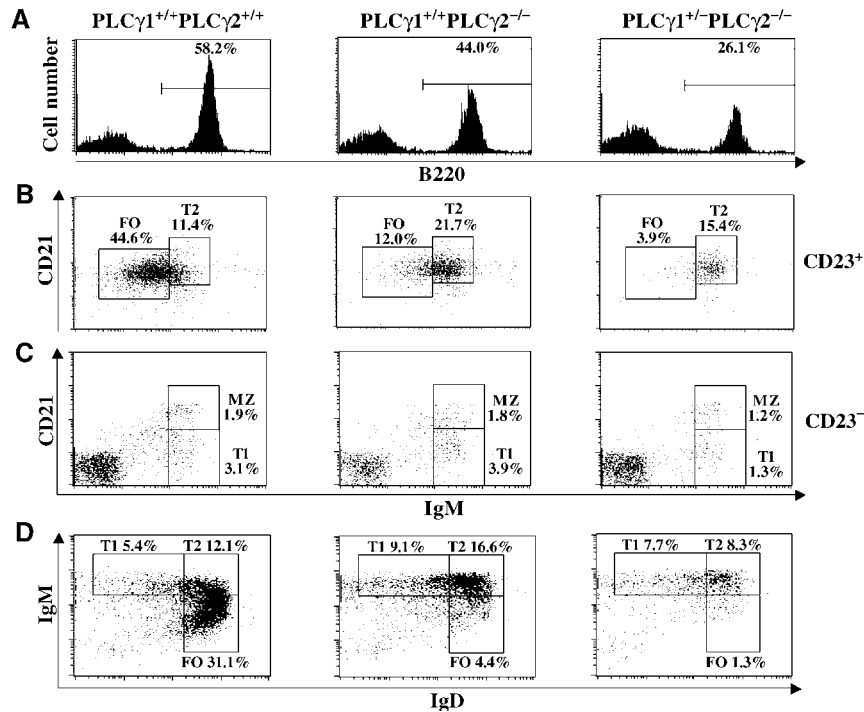 A
PLCγ1+/+PLCγ2+/+
PLCγ1+/+PLCγ2−/−
PLCγ1+/−PLCγ2−/−
58.2%
44.0%
26.1%
Cell number
B220
B
FO
44.6%
T2
11.4%
FO
12.0%
T2
21.7%
FO
3.9%
T2
15.4%
CD21
CD23+
C
MZ
1.9%
T1
3.1%
MZ
1.8%
T1
3.9%
MZ
1.2%
T1
1.3%
CD21
CD23−
IgM
D
T1 5.4%
T2 12.1%
FO 31.1%
T1 9.1%
T2 16.6%
FO 4.4%
T1 7.7%
T2 8.3%
FO 1.3%
IgM
IgD